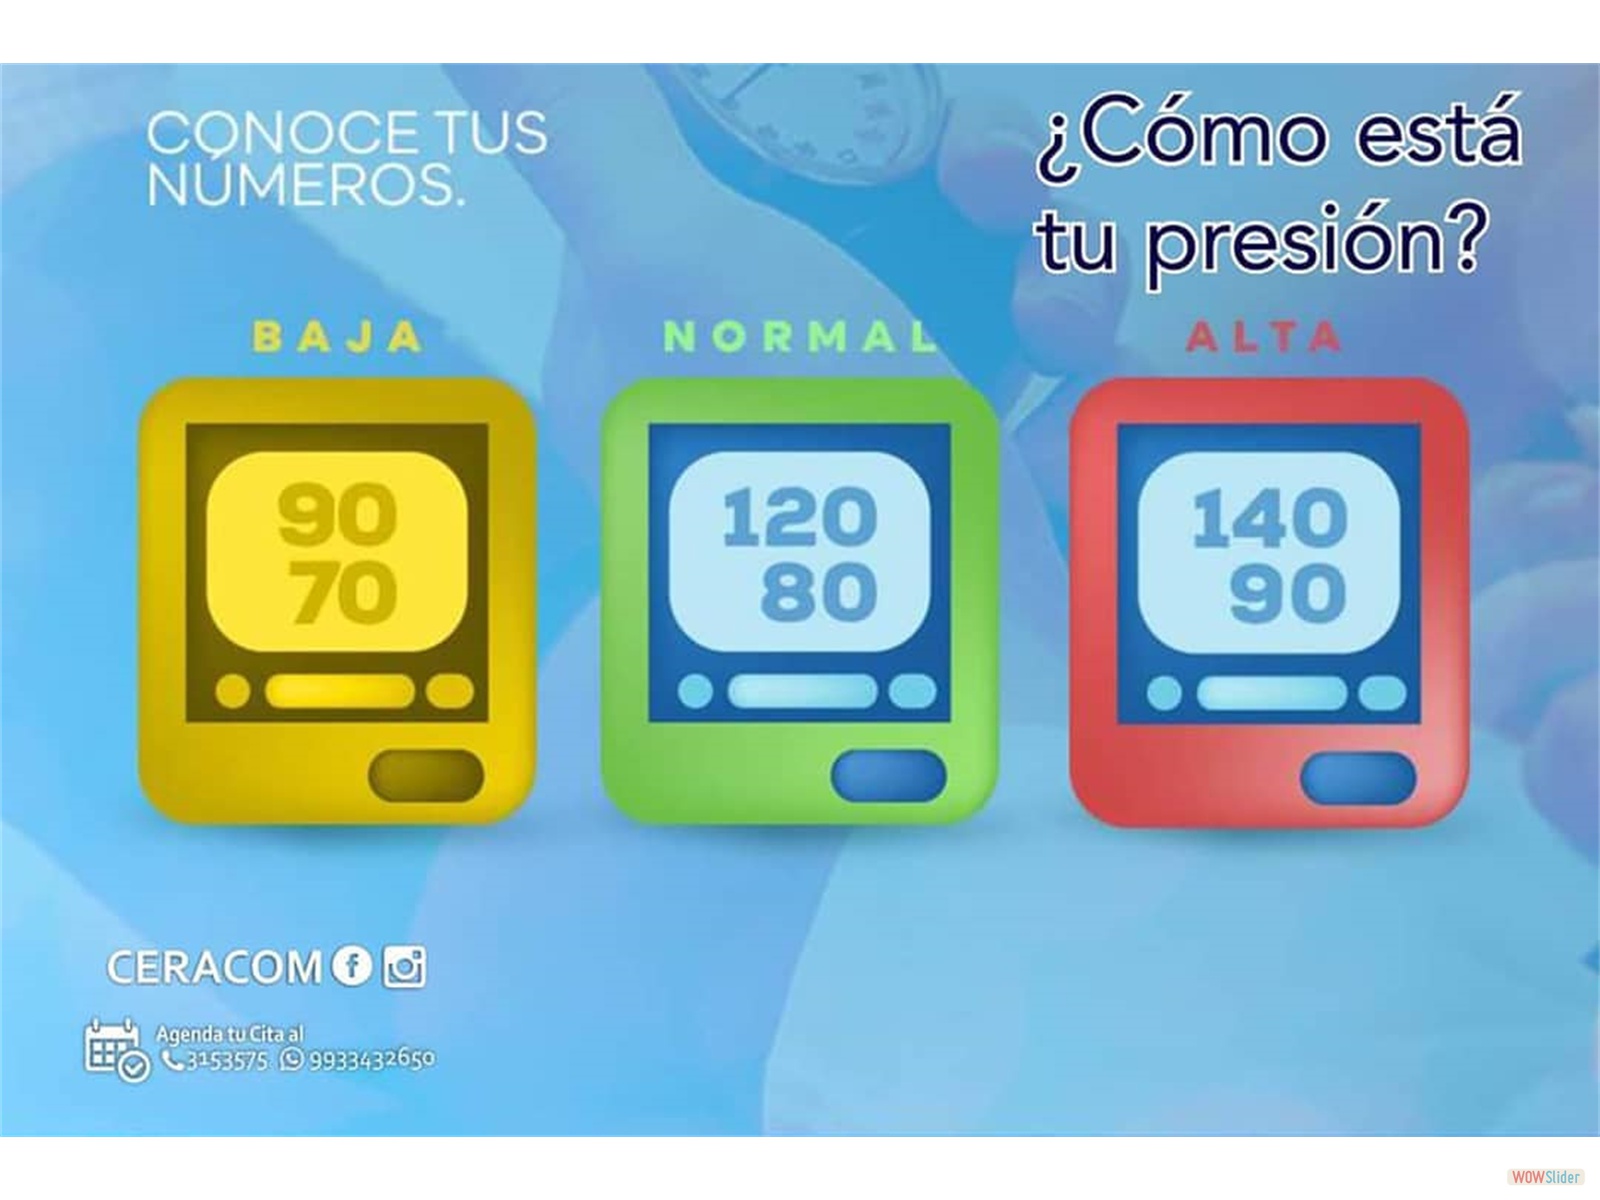 CONOCE TUS
NÚMEROS.
¿Cómo está
tu presión?
BAJA
90
70
NORMAL
120
80
ALTA
140
90
CERACOM
Agenda tu Cita al
3153575 9933432650
WOWSlider